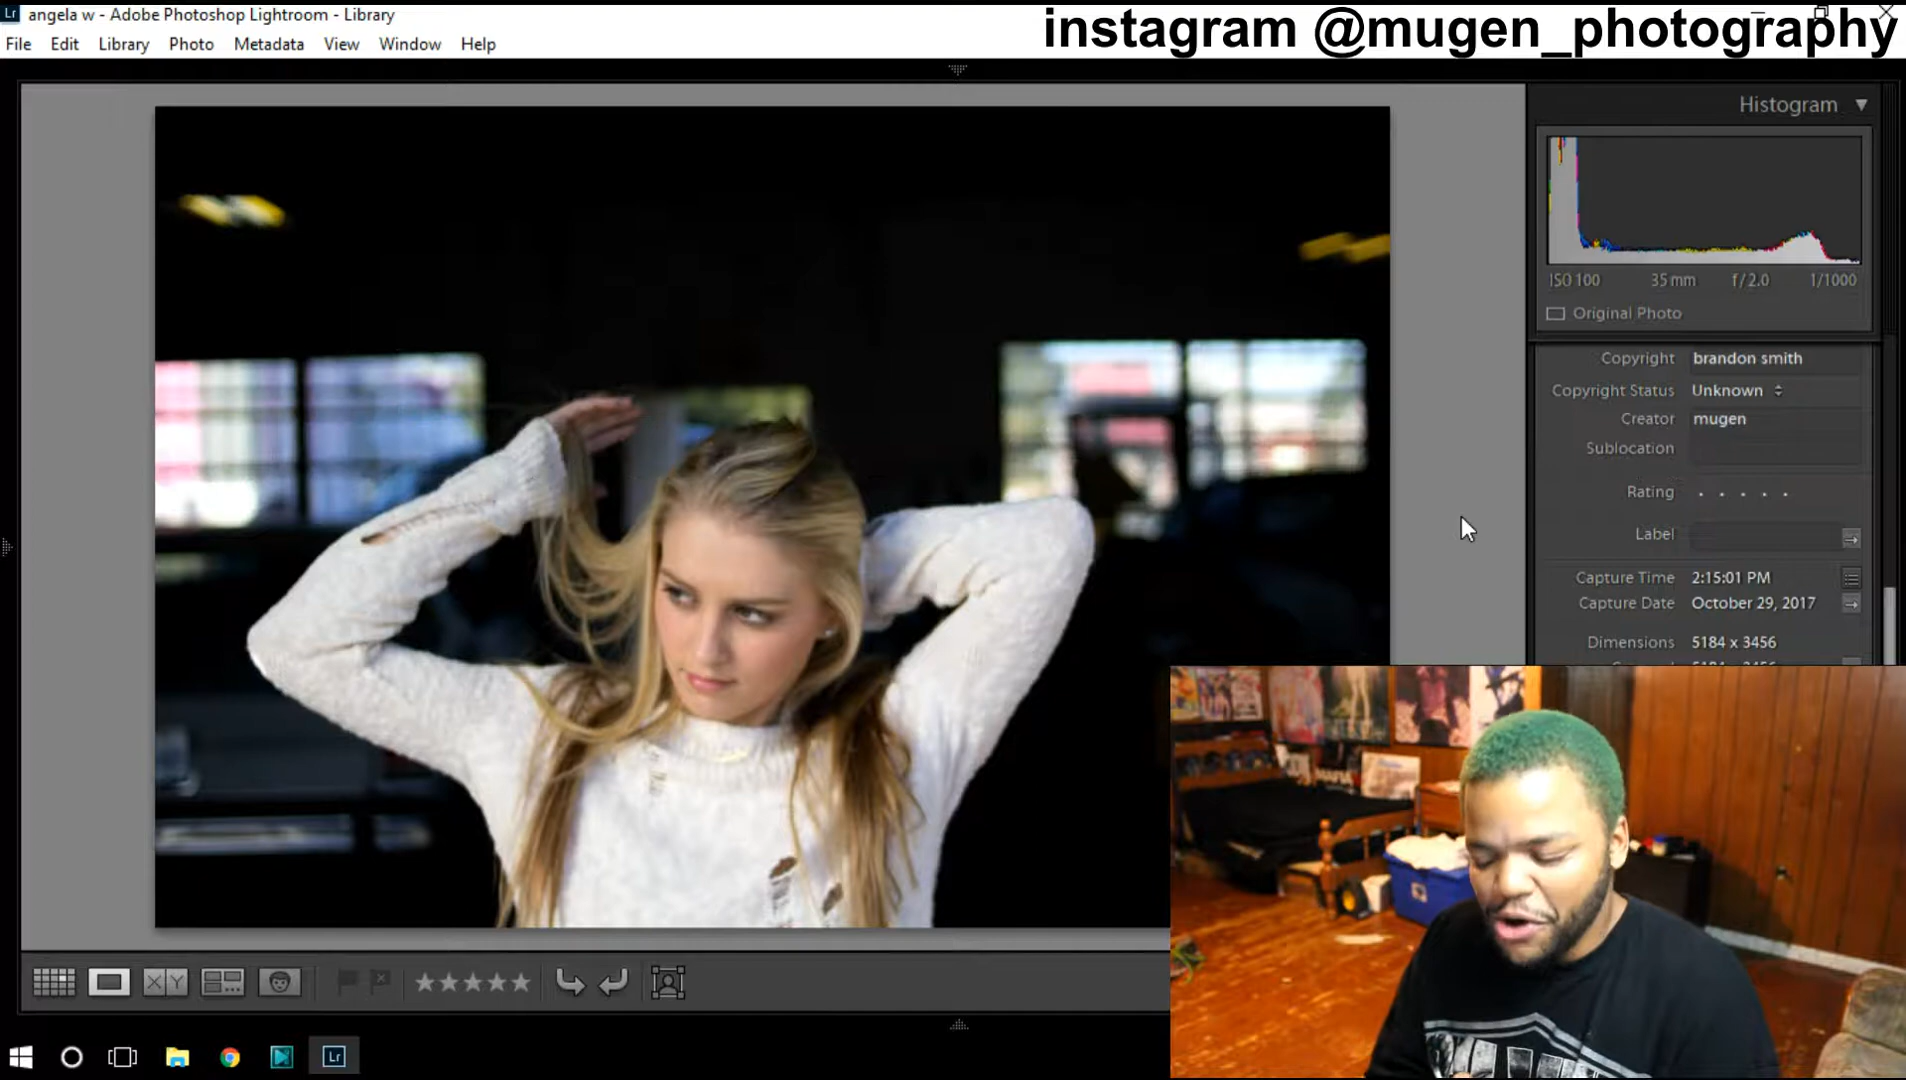 Lr angela w - Adobe Photoshop Lightroom - Library
instagram @mugen_photography
File Edit Library Photo Metadata View Window Help
Histogram
ISO 100 35 mm f / 2.0 1/1000
Original Photo
Copyright brandon smith
Copyright Status Unknown
Creator mugen
Sublocation
Rating
Label
Capture Time 2:15:01 PM
Capture Date October 29, 2017
Dimensions 5184 x 3456
X Y
Lr